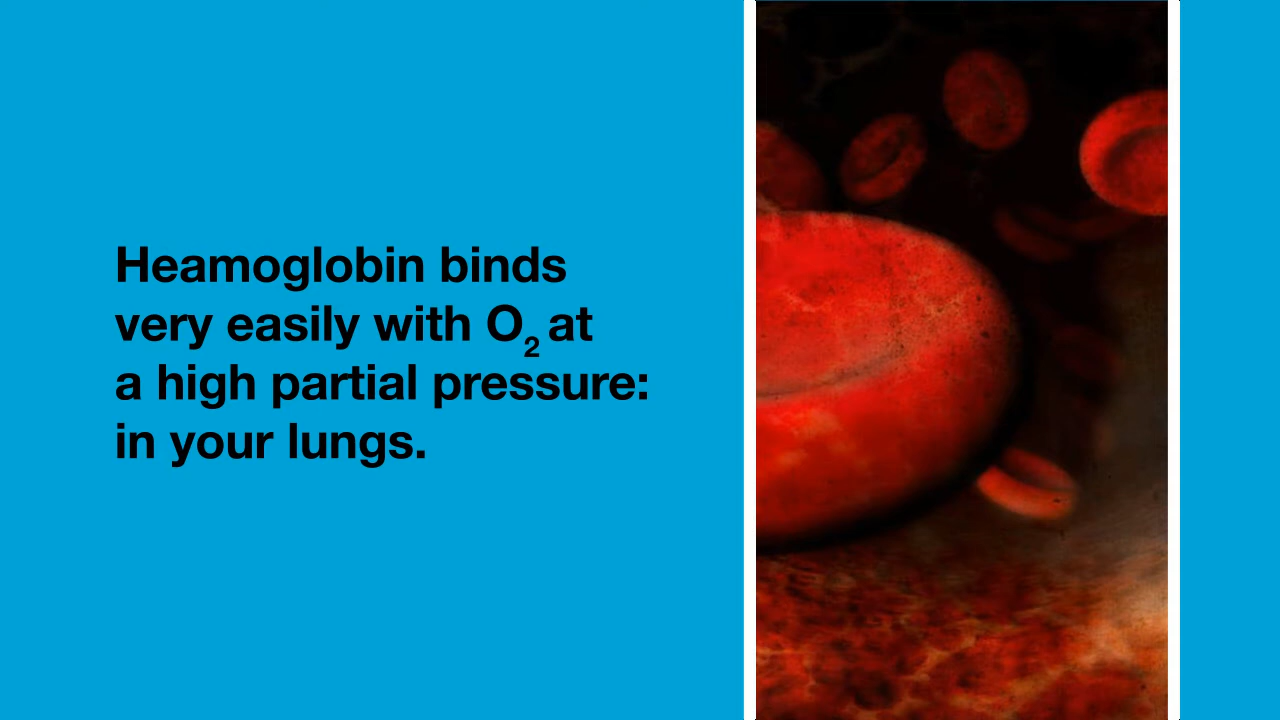 Heamoglobin binds
very easily with O₂ at
a high partial pressure:
in your lungs.